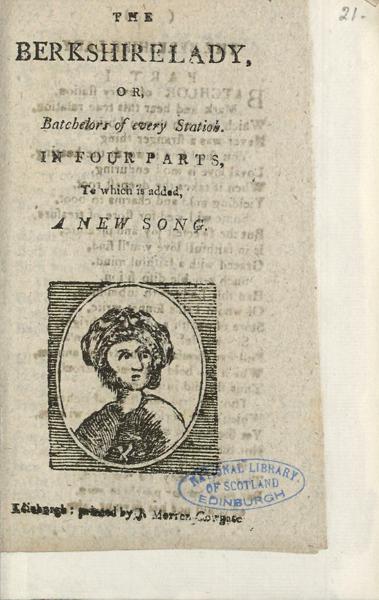 21.
THE
BERKSHIRE LADY,
OR,
Batchelors of every Station.
IN FOUR PARTS,
To which is added,
A NEW SONG.
NATIONAL LIBRARY
OF SCOTLAND
EDINBURGH
Edinburgh: printed by J. Morren, Cowgate